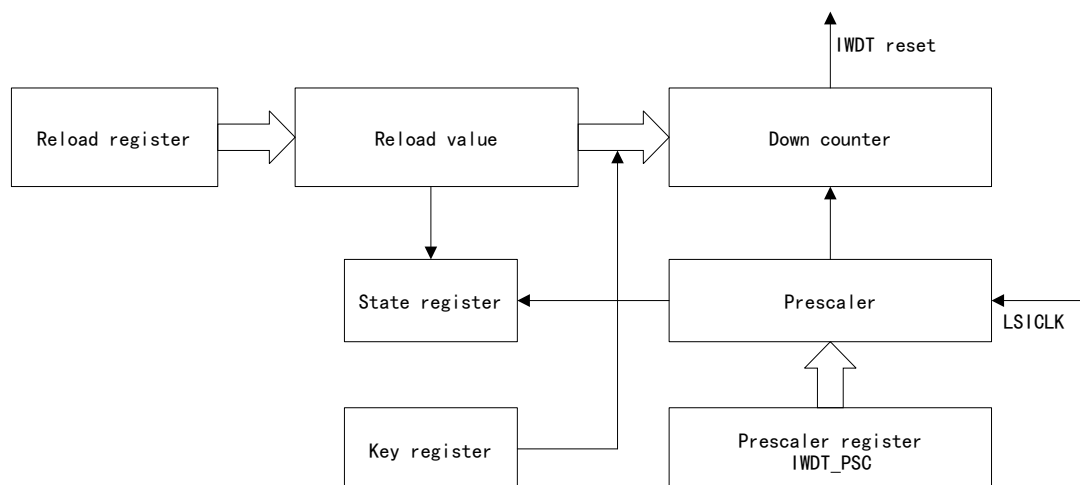 IWDT reset
Reload register
Reload value
Down counter
State register
Prescaler
LSICLK
Key register
Prescaler register
IWDT_PSC